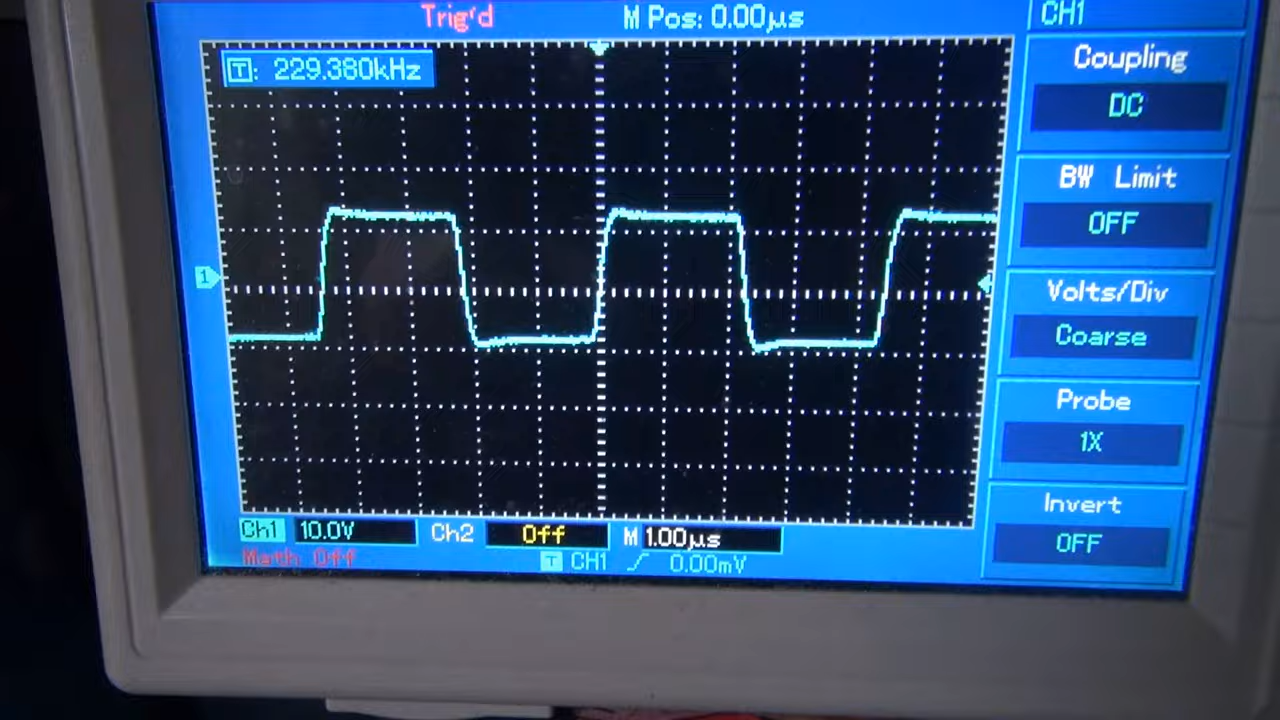 Trig'd
M Pos: 0.00µs
CH1
T: 229.380kHz
Coupling
DC
BW Limit
OFF
1
Volts/Div
Coarse
Probe
1X
Invert
OFF
Ch1 10.0V Ch2 Off M 1.00µs
Math: Off T CH1 0.00mV